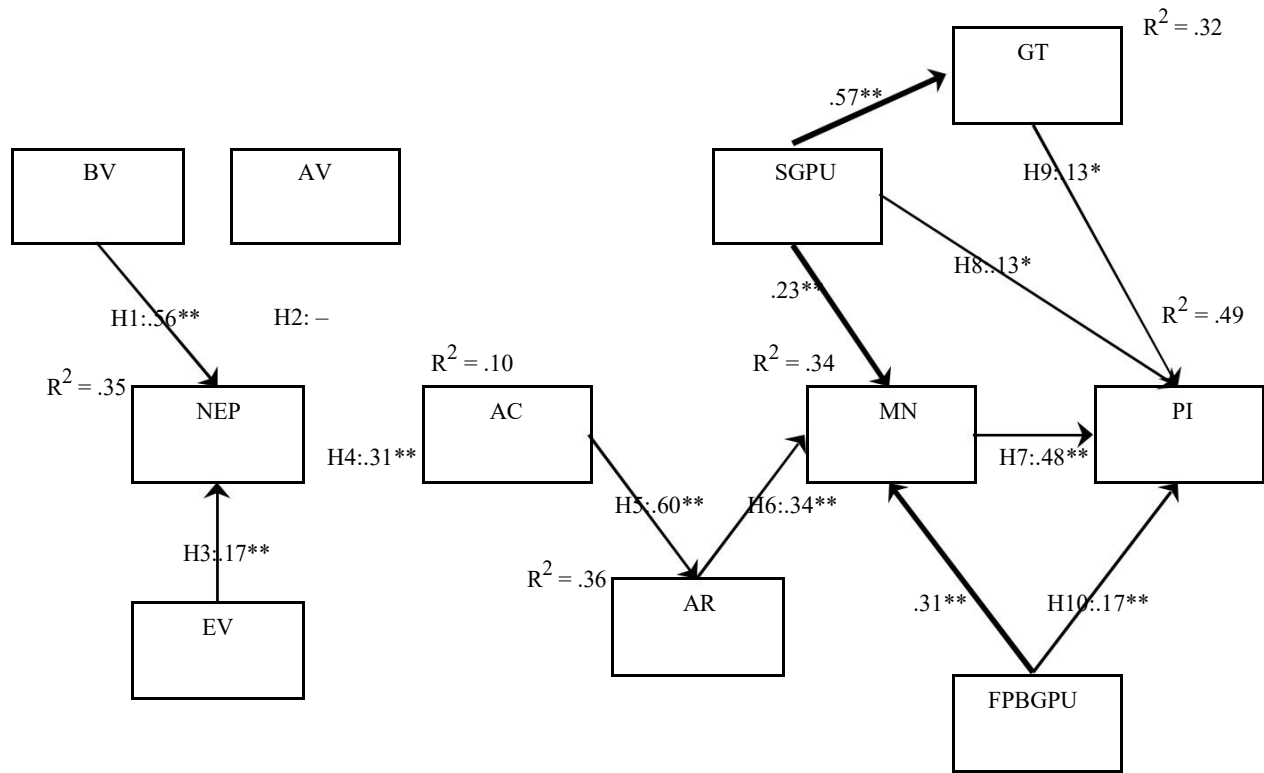 R2 = .32
GT
.57**
BV
AV
SGPU
H9:.13*
H8:.13*
.23**
H1:.56**
H2: –
R2 = .49
R2 = .10
R2 = .34
R2 = .35
NEP
AC
MN
PI
H4:.31**
H7:.48**
H5:.60**
H6:.34**
H3:.17**
R2 = .36
AR
.31**
H10:.17**
EV
FPBGPU